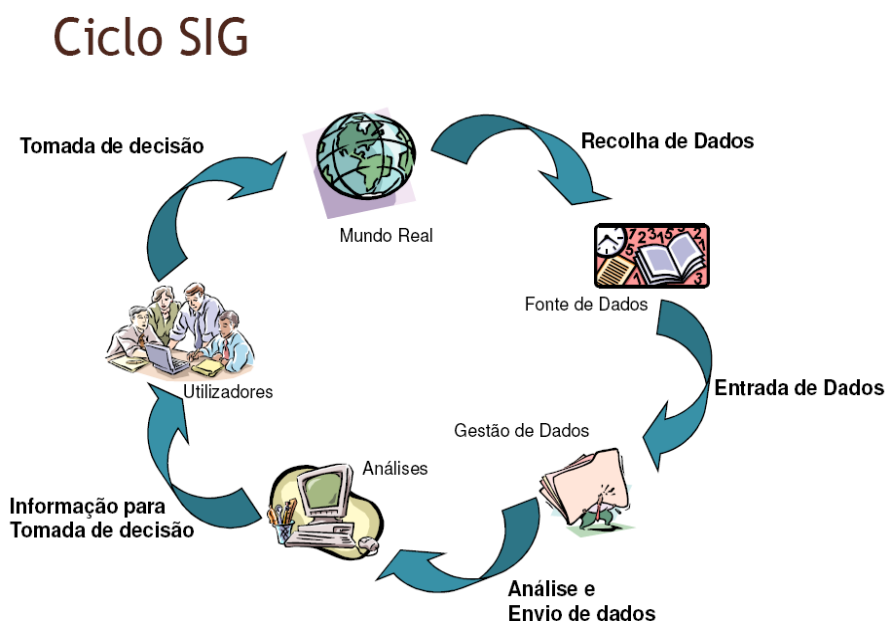 Ciclo SIG
Tomada de decisão
Recolha de Dados
Mundo Real
Fonte de Dados
Entrada de Dados
Utilizadores
Gestão de Dados
Análises
Informação para
Tomada de decisão
Análise e
Envio de dados